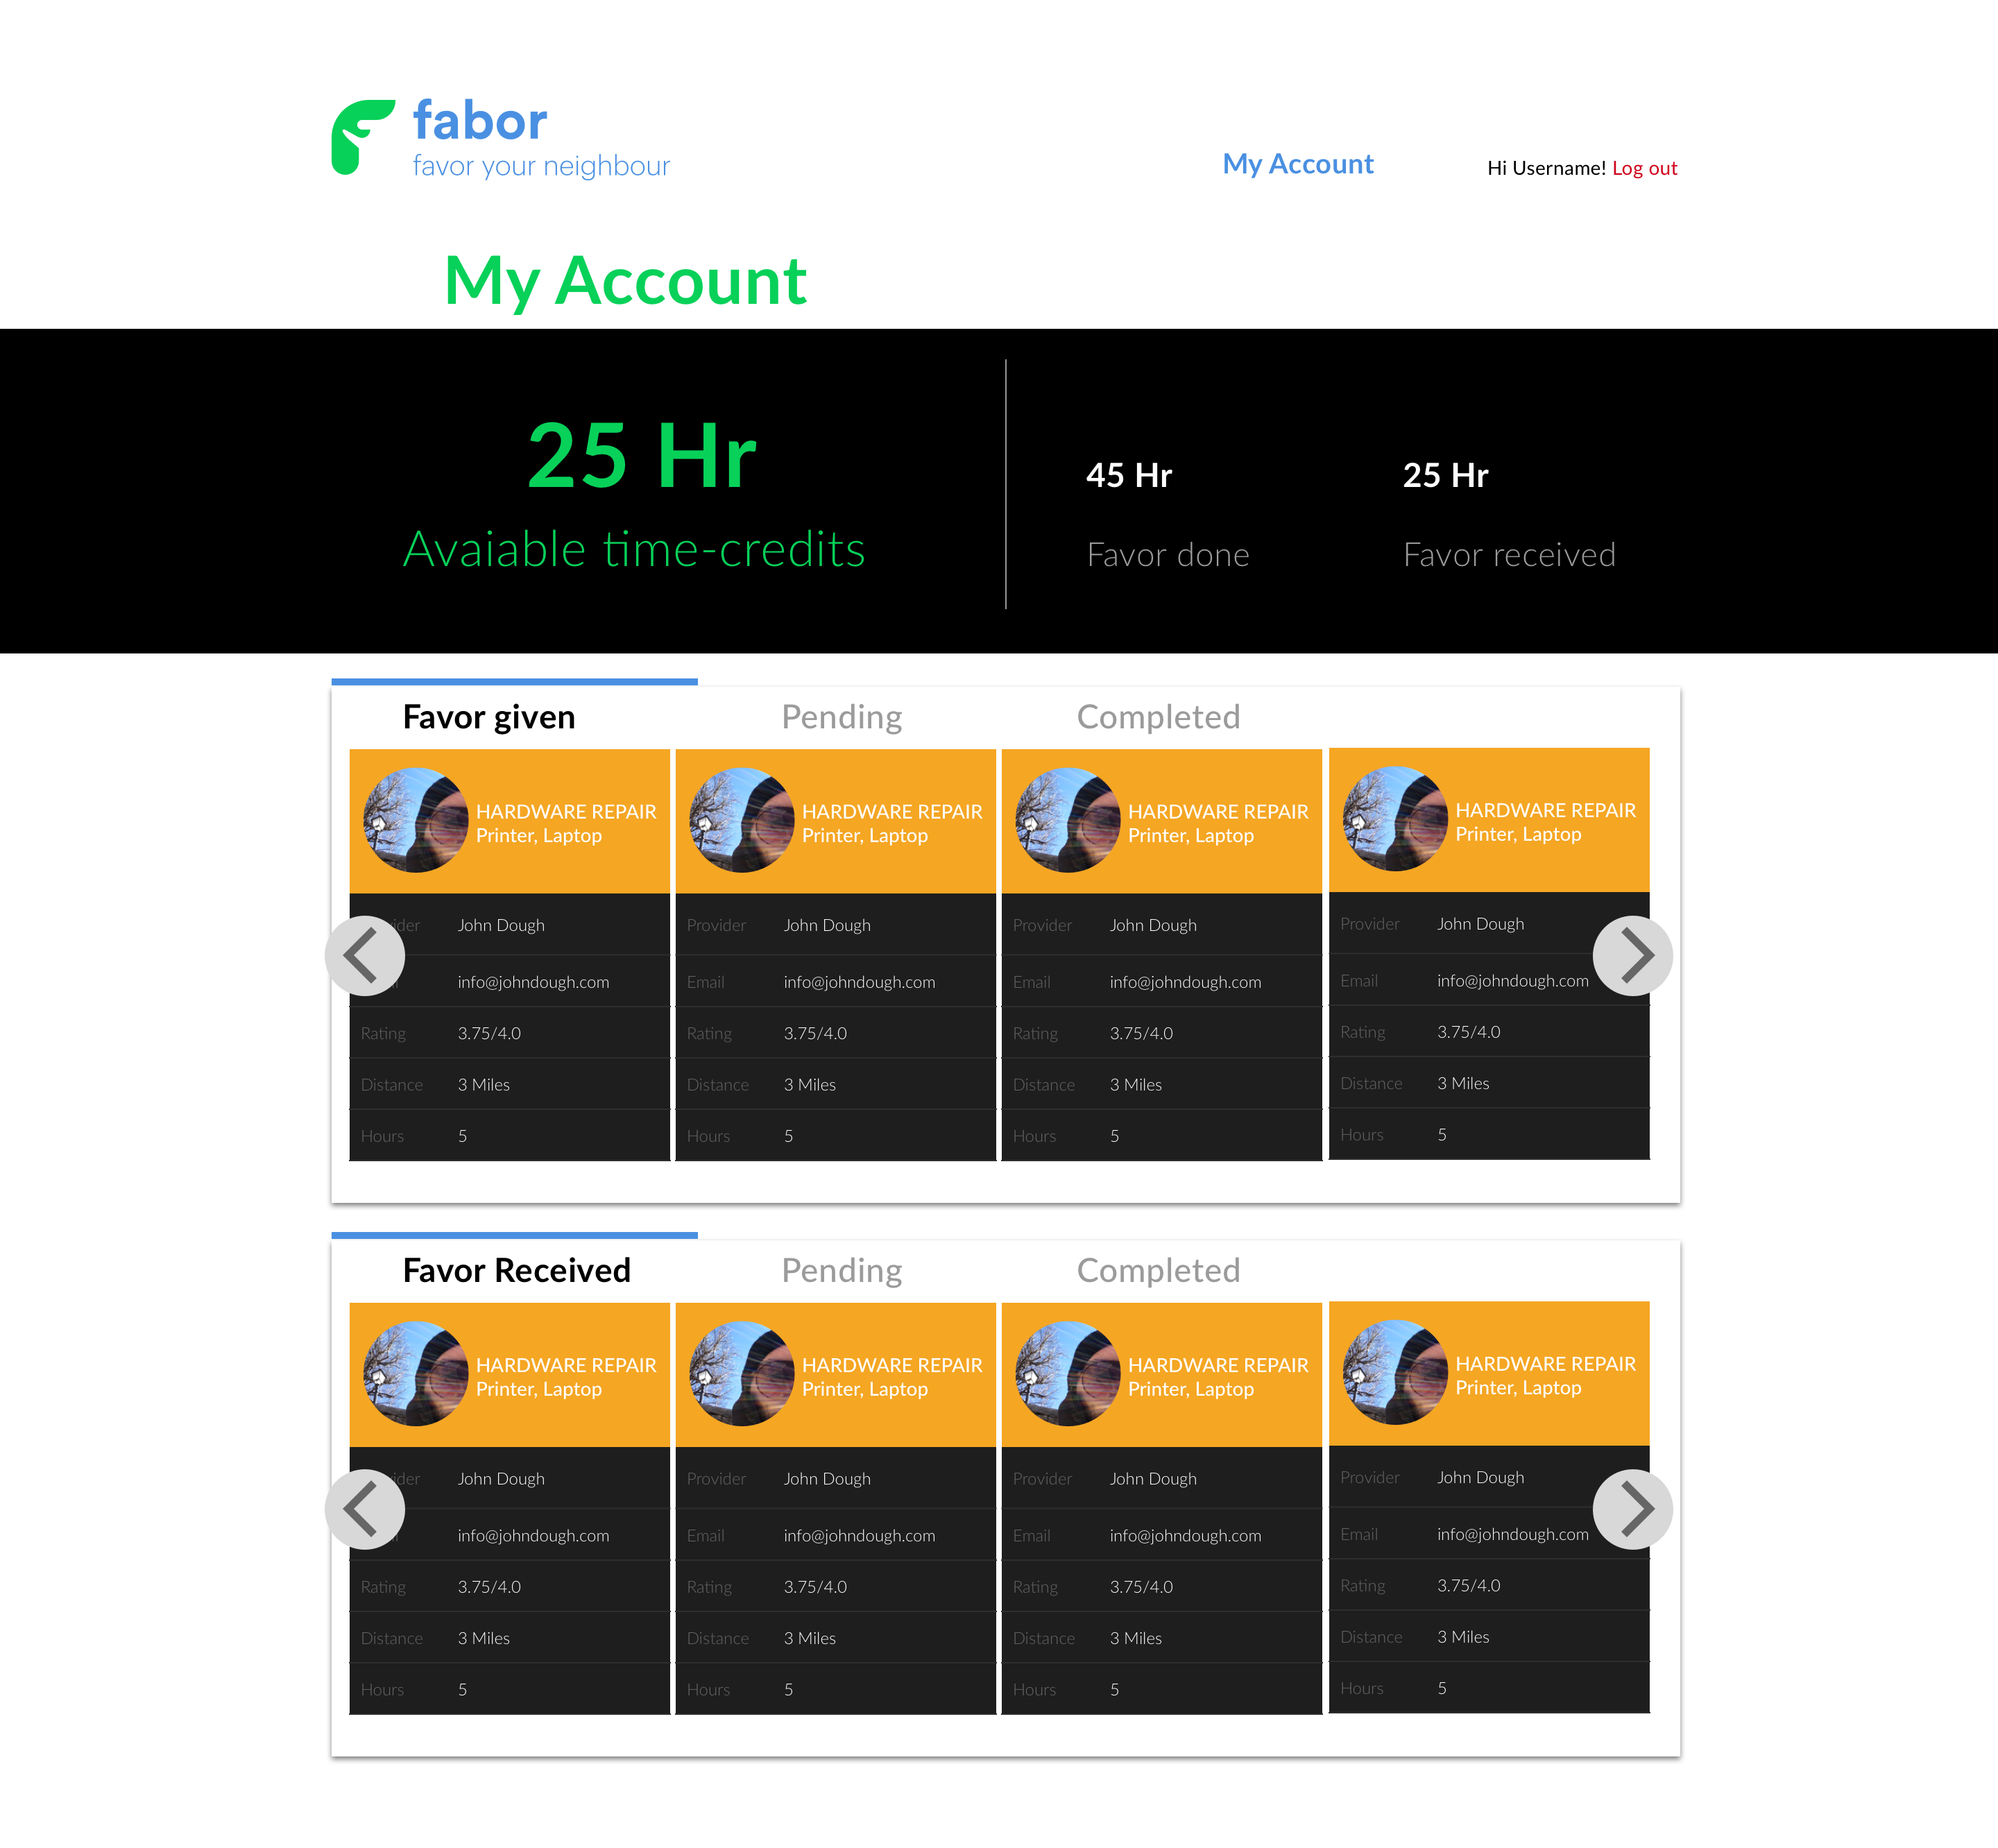 fabor
favor your neighbour
My Account
Hi Username! Log out
My Account
25 Hr
Avaiable time-credits
45 Hr
Favor done
25 Hr
Favor received
Favor given
Pending
Completed
HARDWARE REPAIR
Printer, Laptop
John Dough
info@johndough.com
Rating 3.75/4.0
Distance 3 Miles
Hours 5
HARDWARE REPAIR
Printer, Laptop
Provider John Dough
Email info@johndough.com
Rating 3.75/4.0
Distance 3 Miles
Hours 5
HARDWARE REPAIR
Printer, Laptop
Provider John Dough
Email info@johndough.com
Rating 3.75/4.0
Distance 3 Miles
Hours 5
HARDWARE REPAIR
Printer, Laptop
Provider John Dough
Email info@johndough.com
Rating 3.75/4.0
Distance 3 Miles
Hours 5
Favor Received
Pending
Completed
HARDWARE REPAIR
Printer, Laptop
John Dough
info@johndough.com
Rating 3.75/4.0
Distance 3 Miles
Hours 5
HARDWARE REPAIR
Printer, Laptop
Provider John Dough
Email info@johndough.com
Rating 3.75/4.0
Distance 3 Miles
Hours 5
HARDWARE REPAIR
Printer, Laptop
Provider John Dough
Email info@johndough.com
Rating 3.75/4.0
Distance 3 Miles
Hours 5
HARDWARE REPAIR
Printer, Laptop
Provider John Dough
Email info@johndough.com
Rating 3.75/4.0
Distance 3 Miles
Hours 5